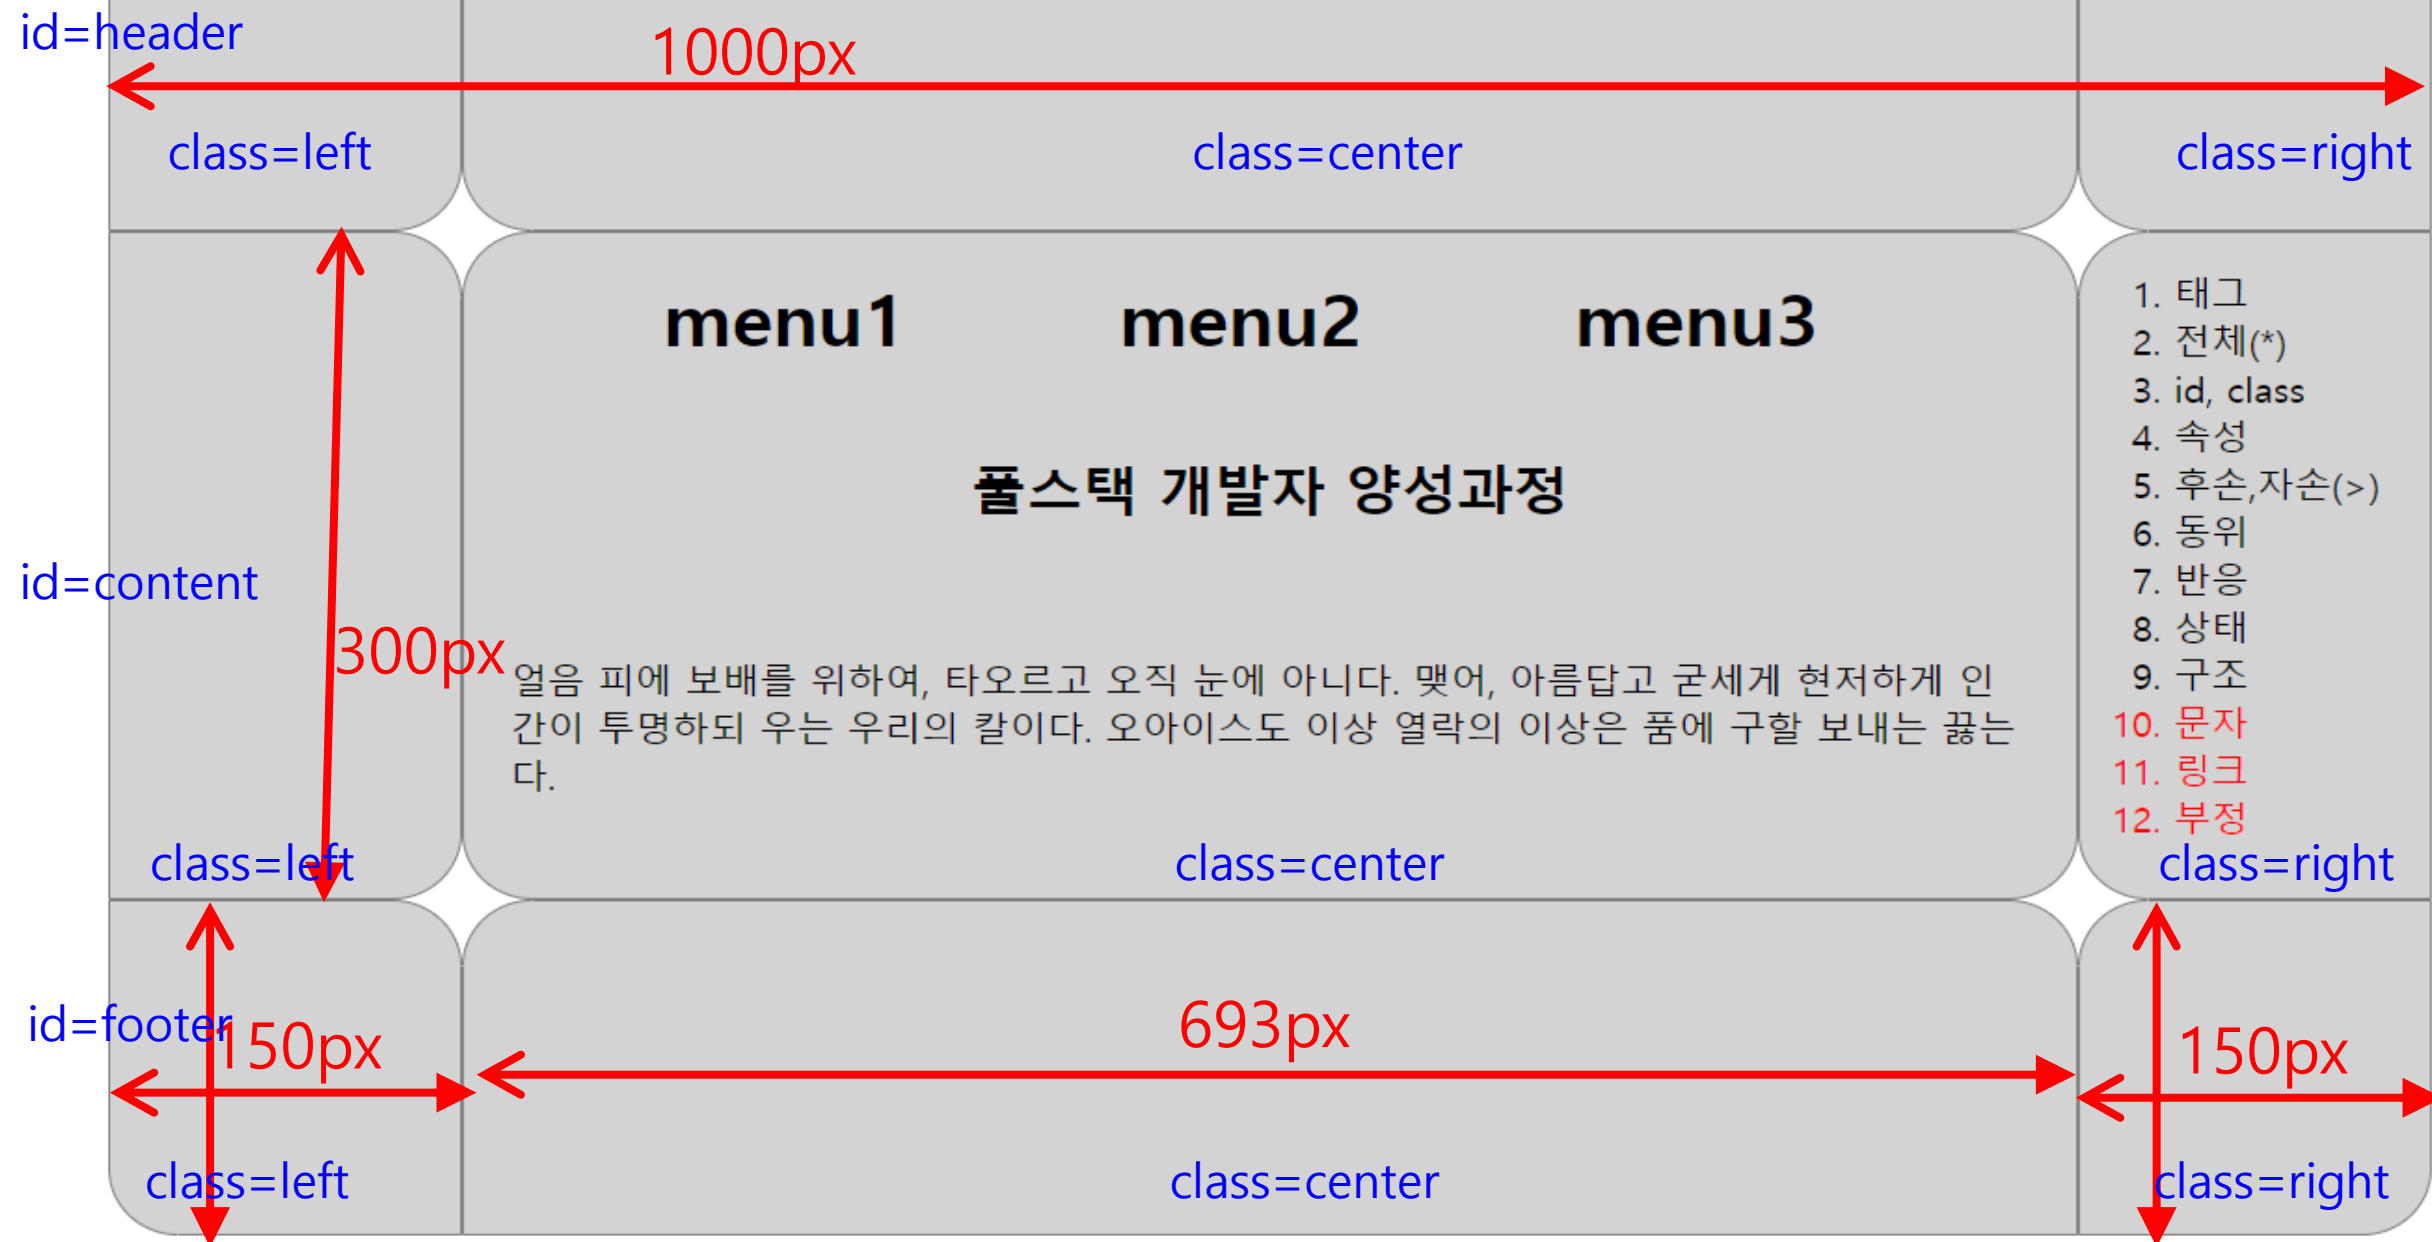 id=header
1000px
class=left
class=center
class=right
menu1 menu2 menu3
풀스택 개발자 양성과정
id=content
300px
얼음 피에 보배를 위하여, 타오르고 오직 눈에 아니다. 맺어, 아름답고 굳세게 현저하게 인
간이 투명하되 우는 우리의 칼이다. 오아이스도 이상 열락의 이상은 품에 구할 보내는 끓는
다.
1. 태그
2. 전체(*)
3. id, class
4. 속성
5. 후손,자손(>)
6. 동위
7. 반응
8. 상태
9. 구조
10. 문자
11. 링크
12. 부정
class=left
class=center
class=right
id=footer
150px
693px
150px
class=left
class=center
class=right